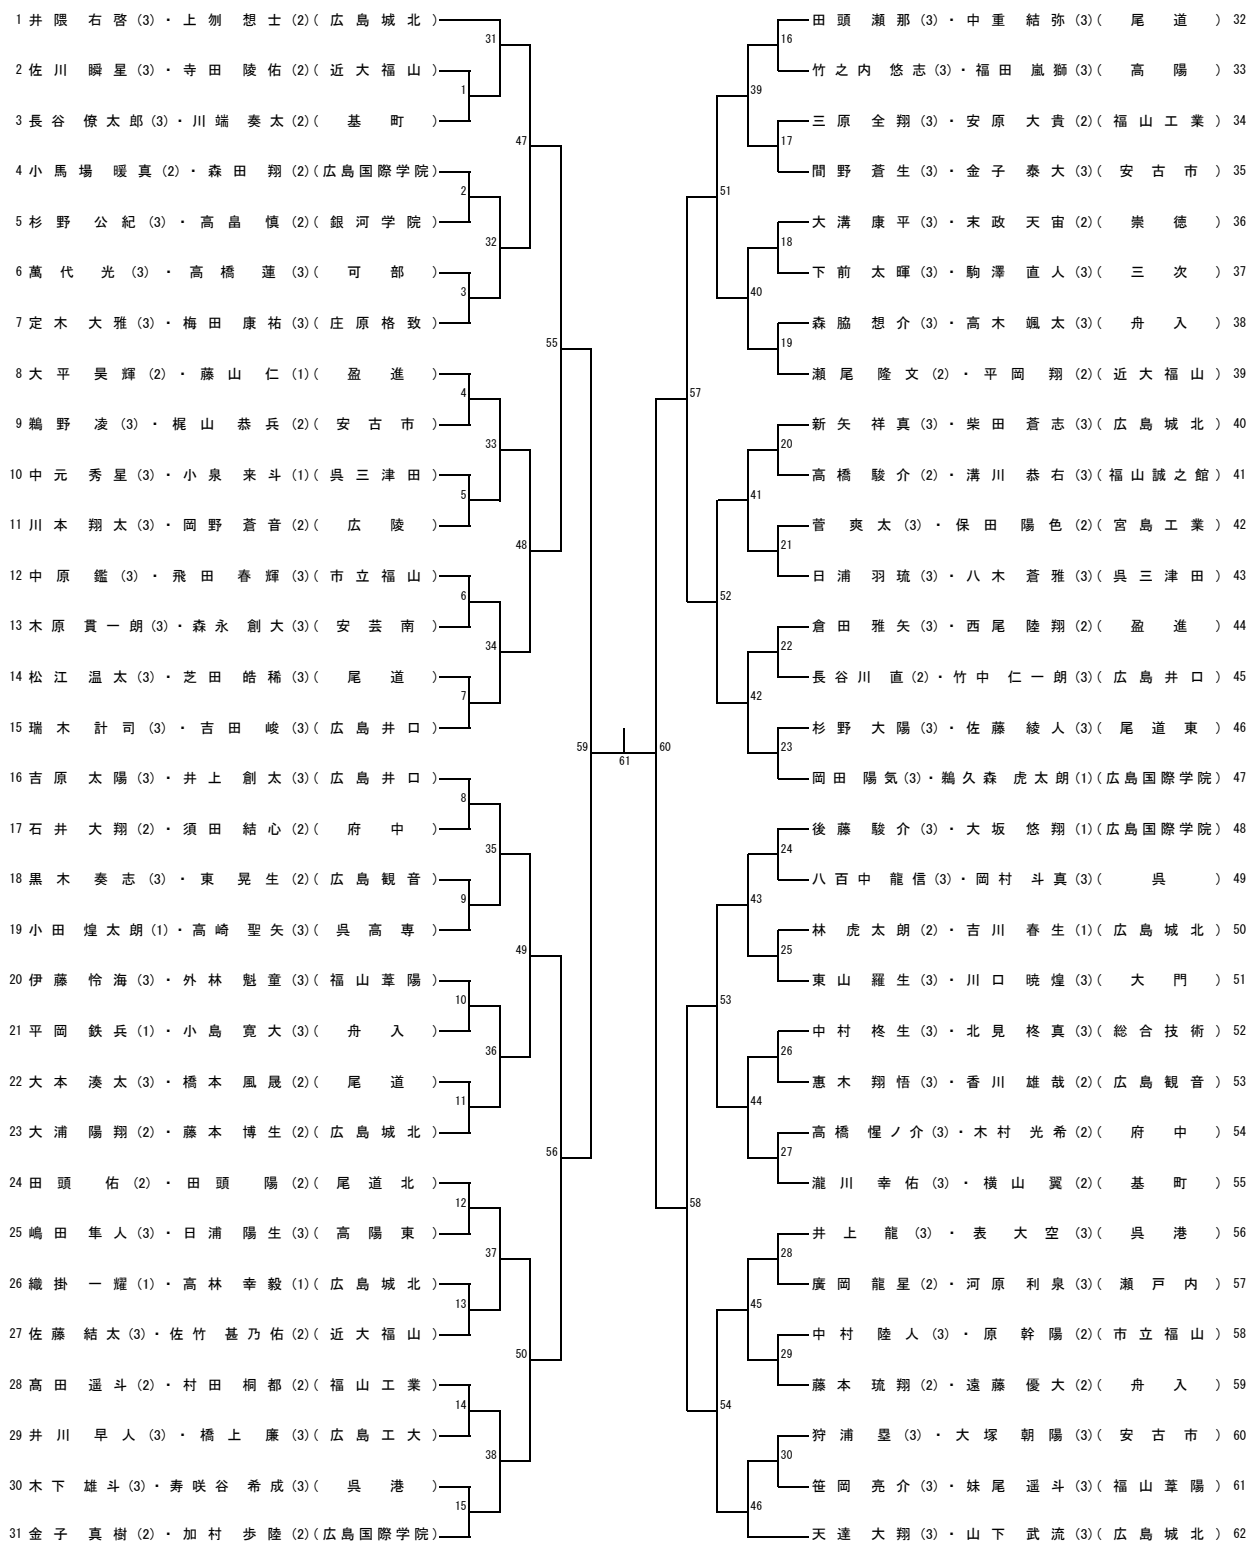 1 井隈 右啓(3)・上刎 想士(2)(広島城北)
31
2 佐川 瞬星(3)・寺田 陵佑(2)(近大福山)
1
3 長谷 僚太郎(3)・川端 奏太(2)(基町)
47
4 小馬場 暖真(2)・森田 翔(2)(広島国際学院)
2
5 杉野 公紀(3)・高畠 慎(2)(銀河学院)
32
6 萬代 光(3)・高橋 蓮(3)(可部)
3
7 定木 大雅(3)・梅田 康祐(3)(庄原格致)
55
8 大平 昊輝(2)・藤山 仁(1)(盈進)
4
9 鵜野 凌(3)・梶山 恭兵(2)(安古市)
33
10 中元 秀星(3)・小泉 来斗(1)(呉三津田)
5
11 川本 翔太(3)・岡野 蒼音(2)(広陵)
48
12 中原 鑑(3)・飛田 春輝(3)(市立福山)
6
13 木原 貫一朗(3)・森永 創大(3)(安芸南)
34
14 松江 温太(3)・芝田 皓稀(3)(尾道)
7
15 瑞木 計司(3)・吉田 峻(3)(広島井口)
59
16 吉原 太陽(3)・井上 創太(3)(広島井口)
8
17 石井 大翔(2)・須田 結心(2)(府中)
35
18 黒木 奏志(3)・東 晃生(2)(広島観音)
9
19 小田 煌太朗(1)・高崎 聖矢(3)(呉高専)
49
20 伊藤 怜海(3)・外林 魁童(3)(福山葦陽)
10
21 平岡 鉄兵(1)・小島 寛大(3)(舟入)
36
22 大本 湊太(3)・橋本 風晟(2)(尾道)
11
23 大浦 陽翔(2)・藤本 博生(2)(広島城北)
56
24 田頭 佑(2)・田頭 陽(2)(尾道北)
12
25 嶋田 隼人(3)・日浦 陽生(3)(高陽東)
37
26 織掛 一耀(1)・高林 幸毅(1)(広島城北)
13
27 佐藤 結太(3)・佐竹 甚乃佑(2)(近大福山)
50
28 髙田 遥斗(2)・村田 桐都(2)(福山工業)
14
29 井川 早人(3)・橋上 廉(3)(広島工大)
38
30 木下 雄斗(3)・寿咲谷 希成(3)(呉港)
15
31 金子 真樹(2)・加村 歩陸(2)(広島国際学院)
61
田頭 瀬那(3)・中重 結弥(3)(尾道) 32
16
竹之内 悠志(3)・福田 嵐獅(3)(高陽) 33
39
三原 全翔(3)・安原 大貴(2)(福山工業) 34
17
間野 蒼生(3)・金子 泰大(3)(安古市) 35
51
大溝 康平(3)・末政 天宙(2)(崇徳) 36
18
下前 太暉(3)・駒澤 直人(3)(三次) 37
40
森脇 想介(3)・高木 颯太(3)(舟入) 38
19
瀬尾 隆文(2)・平岡 翔(2)(近大福山) 39
57
新矢 祥真(3)・柴田 蒼志(3)(広島城北) 40
20
高橋 駿介(2)・溝川 恭右(3)(福山誠之館) 41
41
菅 爽太(3)・保田 陽色(2)(宮島工業) 42
21
日浦 羽琉(3)・八木 蒼雅(3)(呉三津田) 43
52
倉田 雅矢(3)・西尾 陸翔(2)(盈進) 44
22
長谷川 直(2)・竹中 仁一朗(3)(広島井口) 45
42
杉野 大陽(3)・佐藤 綾人(3)(尾道東) 46
23
岡田 陽気(3)・鵜久森 虎太朗(1)(広島国際学院) 47
60
後藤 駿介(3)・大坂 悠翔(1)(広島国際学院) 48
24
八百中 龍信(3)・岡村 斗真(3)(呉) 49
43
林 虎太朗(2)・吉川 春生(1)(広島城北) 50
25
東山 羅生(3)・川口 暁煌(3)(大門) 51
53
中村 柊生(3)・北見 柊真(3)(総合技術) 52
26
惠木 翔悟(3)・香川 雄哉(2)(広島観音) 53
44
高橋 惺ノ介(3)・木村 光希(2)(府中) 54
27
瀧川 幸佑(3)・横山 翼(2)(基町) 55
58
井上 龍(3)・表 大空(3)(呉港) 56
28
廣岡 龍星(2)・河原 利泉(3)(瀬戸内) 57
45
中村 陸人(3)・原 幹陽(2)(市立福山) 58
29
藤本 琉翔(2)・遠藤 優大(2)(舟入) 59
54
狩浦 塁(3)・大塚 朝陽(3)(安古市) 60
30
笹岡 亮介(3)・妹尾 遥斗(3)(福山葦陽) 61
46
天達 大翔(3)・山下 武流(3)(広島城北) 62